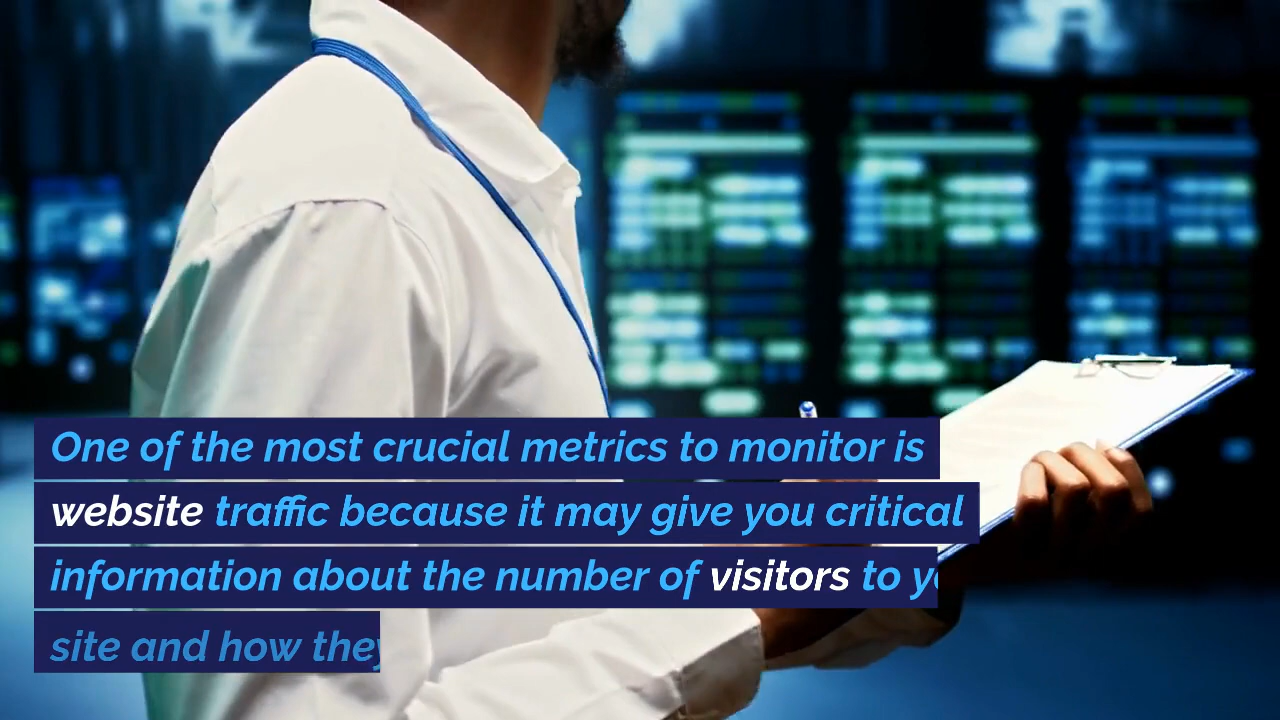 One of the most crucial metrics to monitor is
website traffic because it may give you critical
information about the number of visitors to
site and how they